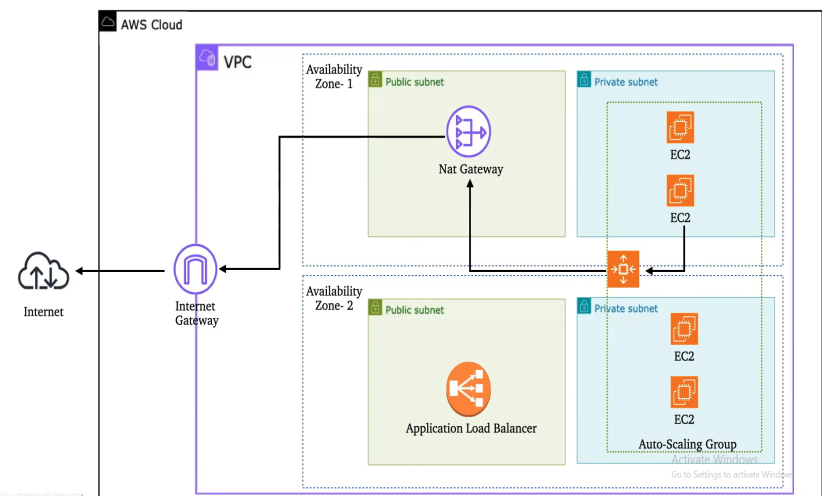 AWS Cloud
VPC
Availability
Zone- 1
Public subnet
Private subnet
Nat Gateway
EC2
EC2
Internet
Internet
Gateway
Availability
Zone- 2
Public subnet
Private subnet
EC2
Application Load Balancer
EC2
Auto-Scaling Group
Activate Windows
Go to Settings to activate Windows